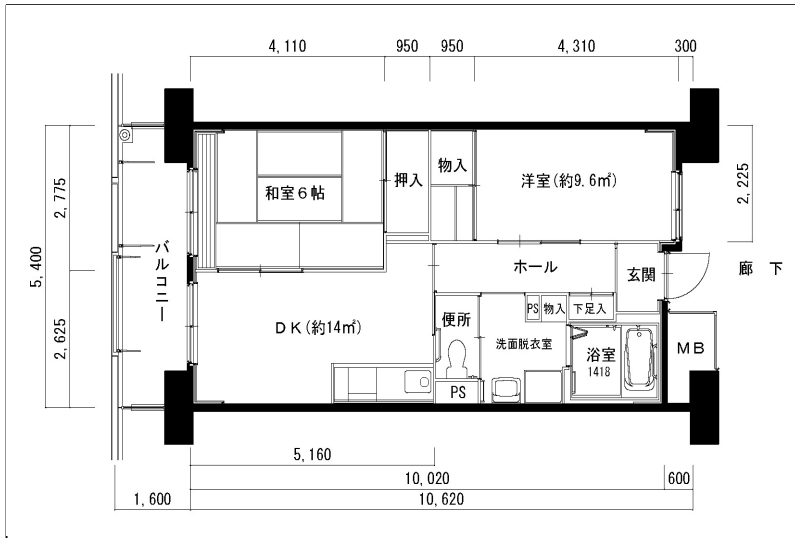 4,110
950
950
4,310
300
和室6帖
押入
物入
洋室(約9.6㎡)
2,225
2,775
5,400
2,625
バルコニー
ホール
玄関
廊 下
DK(約14㎡)
便所
PS
物入
下足入
洗面脱衣室
浴室
1418
MB
PS
5,160
10,020
600
1,600
10,620